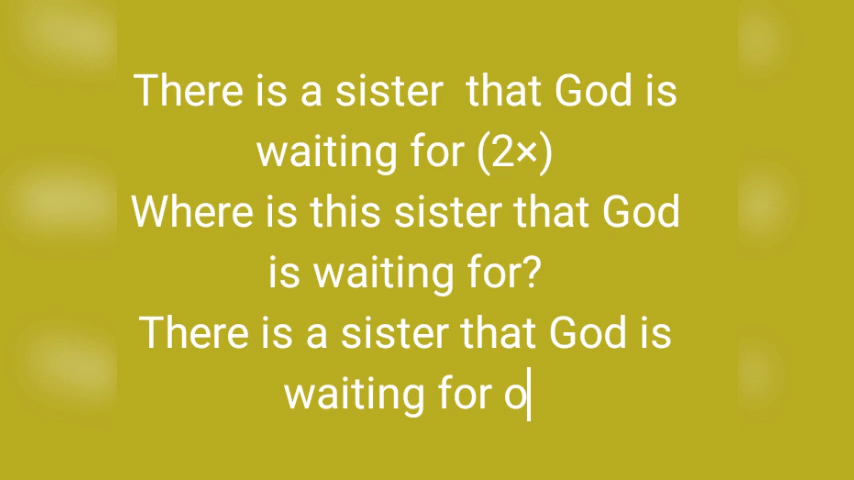 There is a sister  that God is
waiting for (2×)
Where is this sister that God
is waiting for?
There is a sister that God is
waiting for o